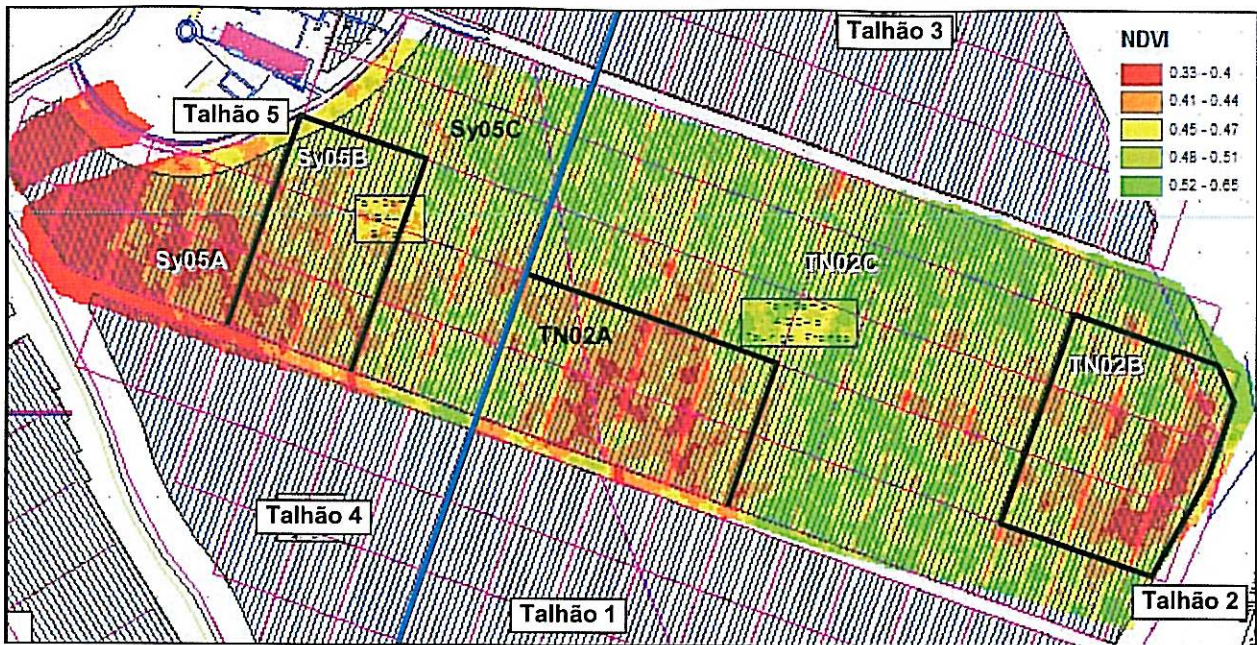 Talhão 3
NDVI
0.33 - 0.4
0.41 - 0.44
0.45 - 0.47
0.48 - 0.51
0.52 - 0.65
Talhão 5
Sy05C
Sy05B
Sy05A
TN02C
TN02A
TN02B
Talhão 4
Talhão 1
Talhão 2